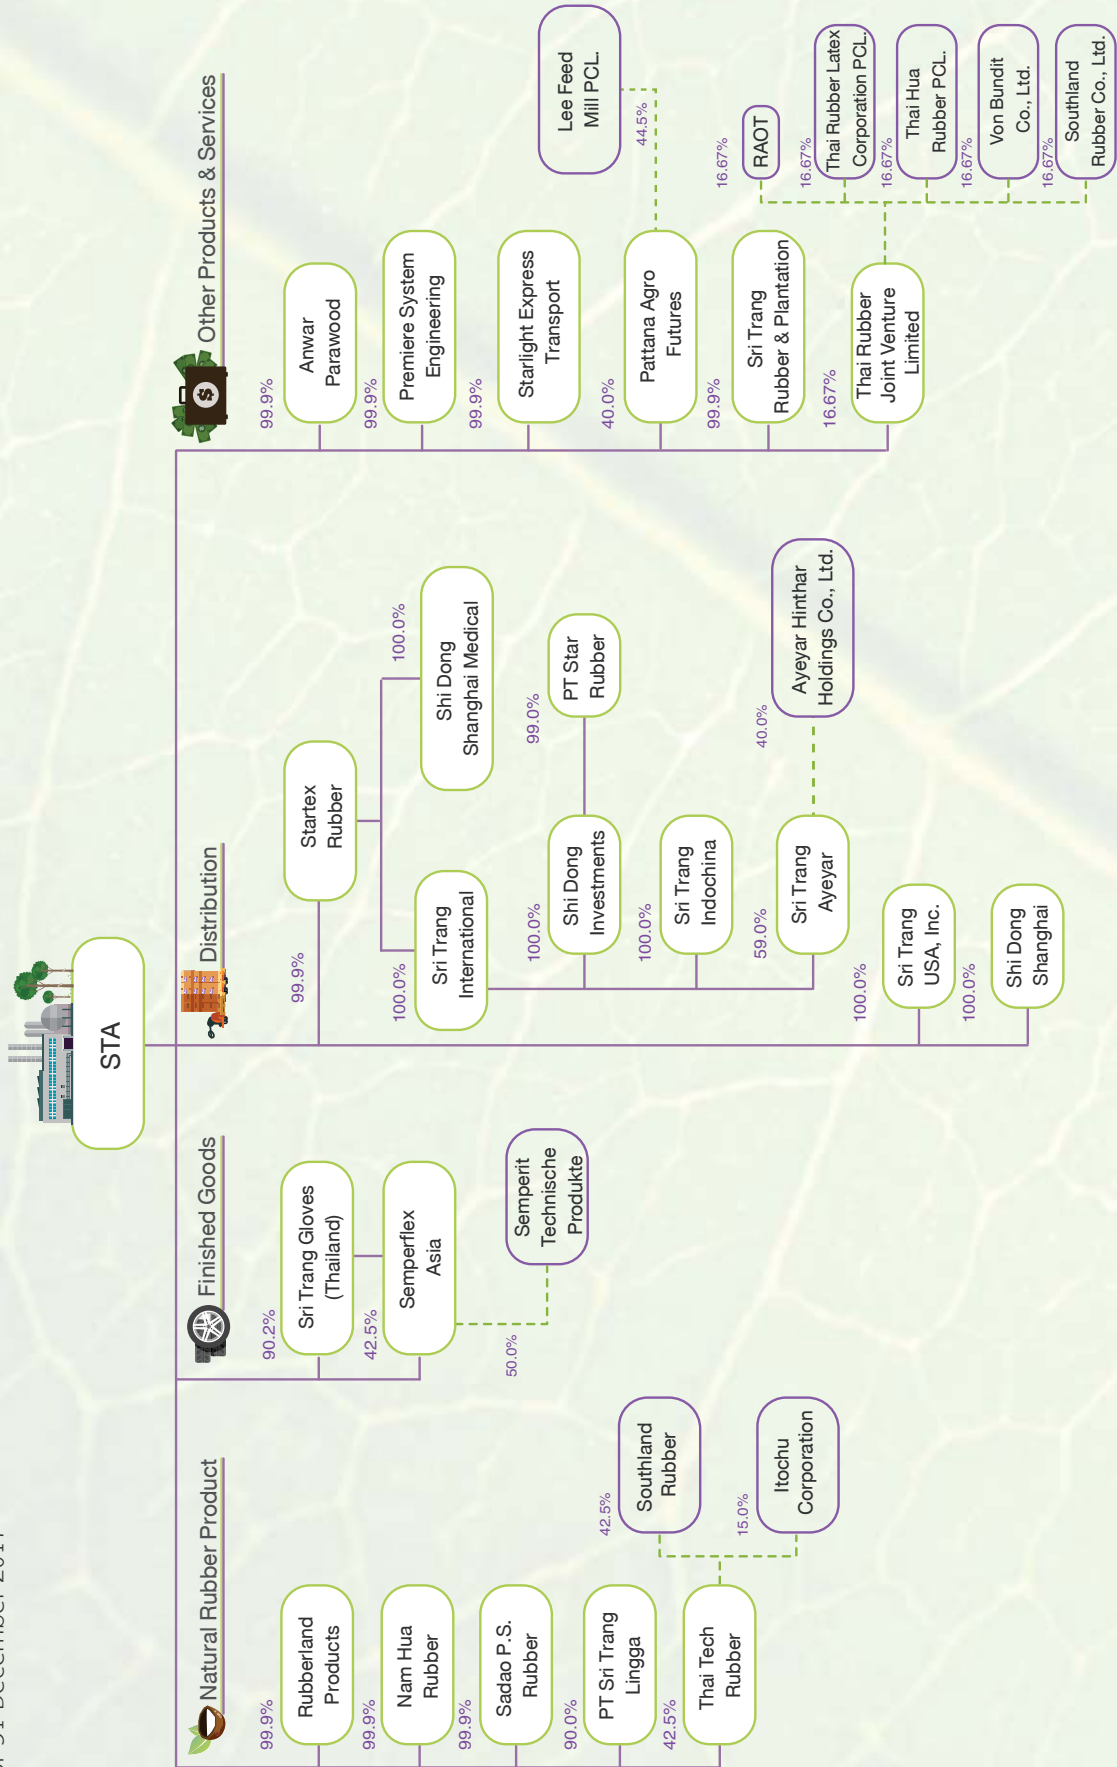 31 December 201
STA
Natural Rubber Product
99.9%
Rubberland
Products
99.9%
Nam Hua
Rubber
99.9%
Sadao P.S.
Rubber
90.0%
PT Sri Trang
Lingga
42.5%
Thai Tech
Rubber
42.5%
Southland
Rubber
15.0%
Itochu
Corporation
Finished Goods
90.2%
Sri Trang Gloves
(Thailand)
42.5%
Semperflex
Asia
50.0%
Semperit
Technische
Produkte
Distribution
99.9%
Startex
Rubber
100.0%
Sri Trang
International
100.0%
Shi Dong
Shanghai Medical
100.0%
Shi Dong
Investments
99.0%
PT Star
Rubber
100.0%
Sri Trang
Indochina
59.0%
Sri Trang
Ayeyar
40.0%
Ayeyar Hinthar
Holdings Co., Ltd.
100.0%
Sri Trang
USA, Inc.
100.0%
Shi Dong
Shanghai
Other Products & Services
$
99.9%
Anwar
Parawood
99.9%
Premiere System
Engineering
99.9%
Starlight Express
Transport
40.0%
Pattana Agro
Futures
44.5%
Lee Feed
Mill PCL.
99.9%
Sri Trang
Rubber & Plantation
16.67%
Thai Rubber
Joint Venture
Limited
16.67%
RAOT
16.67%
Thai Rubber Latex
Corporation PCL.
16.67%
Thai Hua
Rubber PCL.
16.67%
Von Bundit
Co., Ltd.
16.67%
Southland
Rubber Co., Ltd.